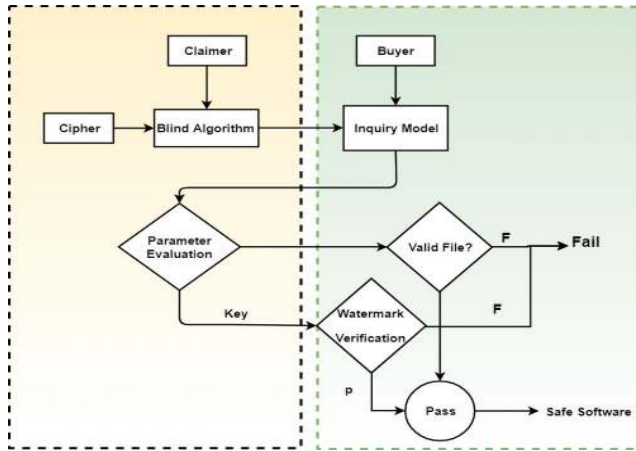 Claimer
Buyer
Cipher
Blind Algorithm
Inquiry Model
Parameter
Evaluation
Valid File?
F
Fail
Key
Watermark
Verification
F
p
Pass
Safe Software